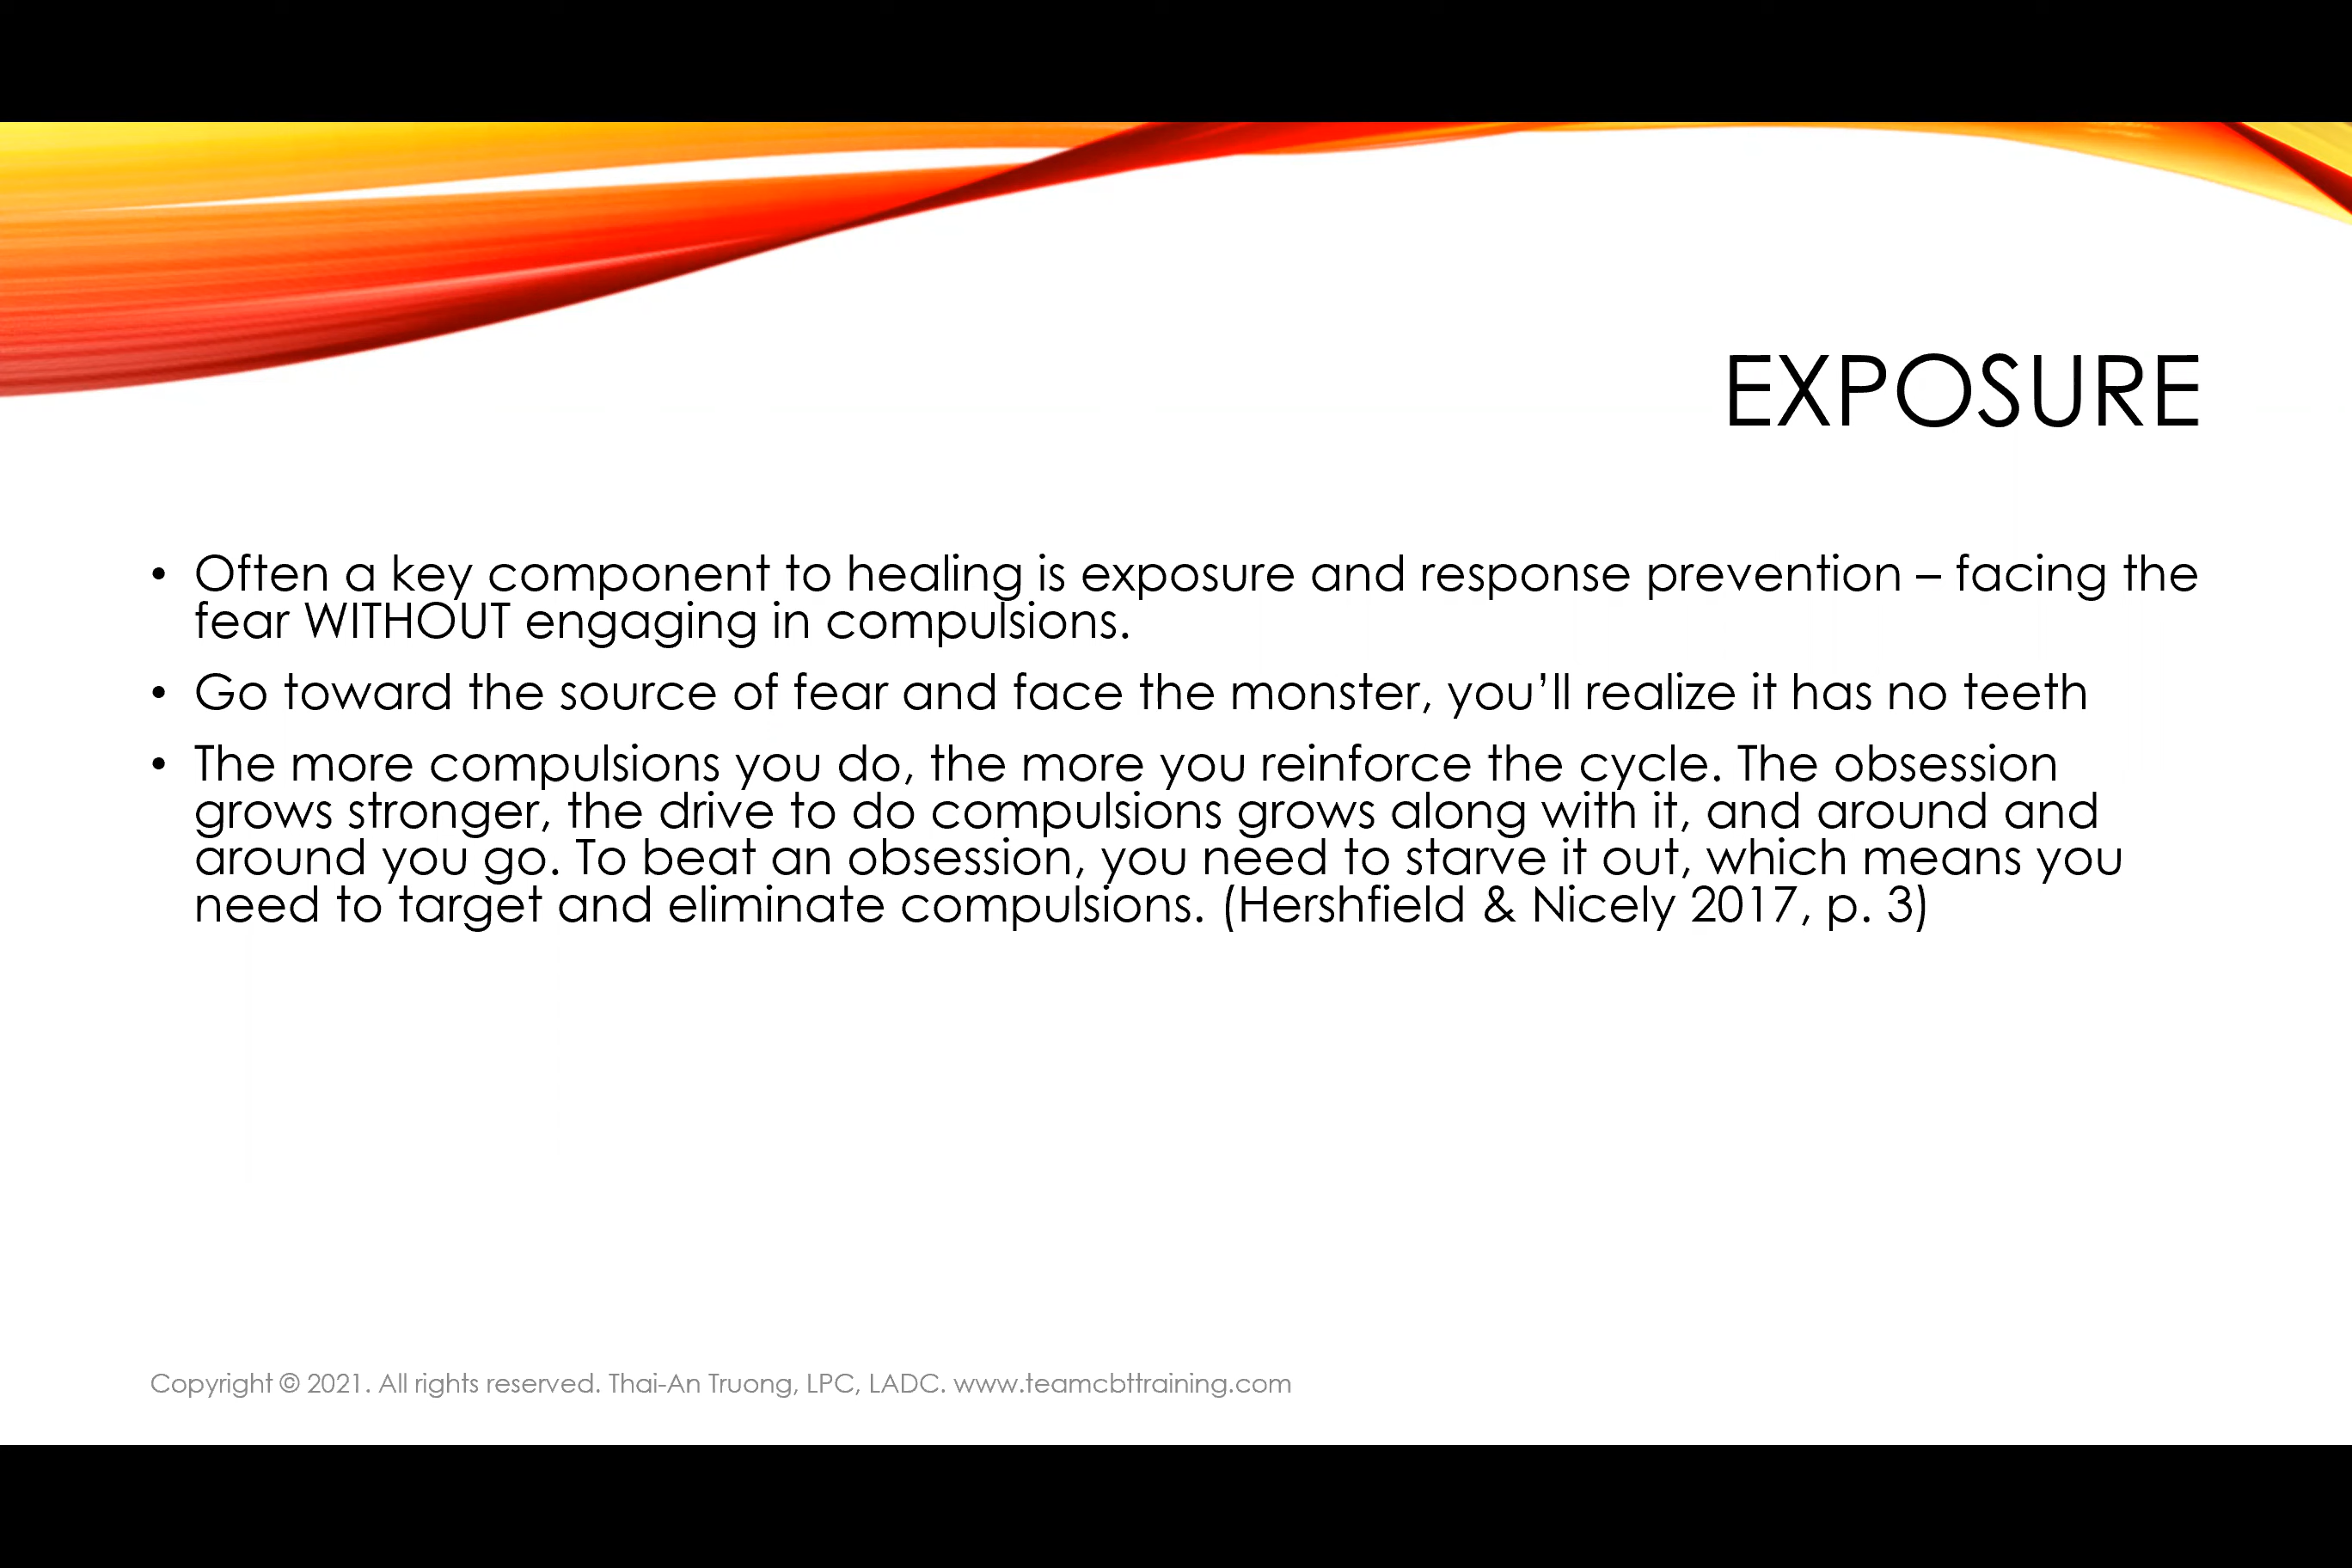 EXPOSURE
• Often a key component to healing is exposure and response prevention – facing the
fear WITHOUT engaging in compulsions.
• Go toward the source of fear and face the monster, you’ll realize it has no teeth
• The more compulsions you do, the more you reinforce the cycle. The obsession
grows stronger, the drive to do compulsions grows along with it, and around and
around you go. To beat an obsession, you need to starve it out, which means you
need to target and eliminate compulsions. (Hershfield & Nicely 2017, p. 3)
Copyright © 2021. All rights reserved. Thai-An Truong, LPC, LADC. www.teamcbttraining.com